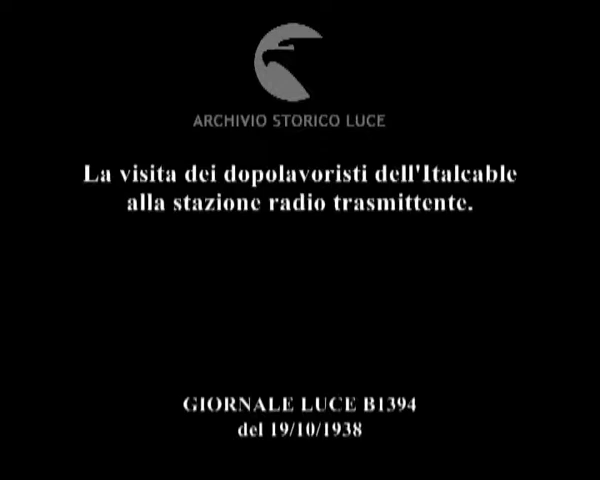 ARCHIVIO STORICO LUCE
La visita dei dopolavoristi dell'Italcable
alla stazione radio trasmittente.
GIORNALE LUCE B1394
del 19/10/1938